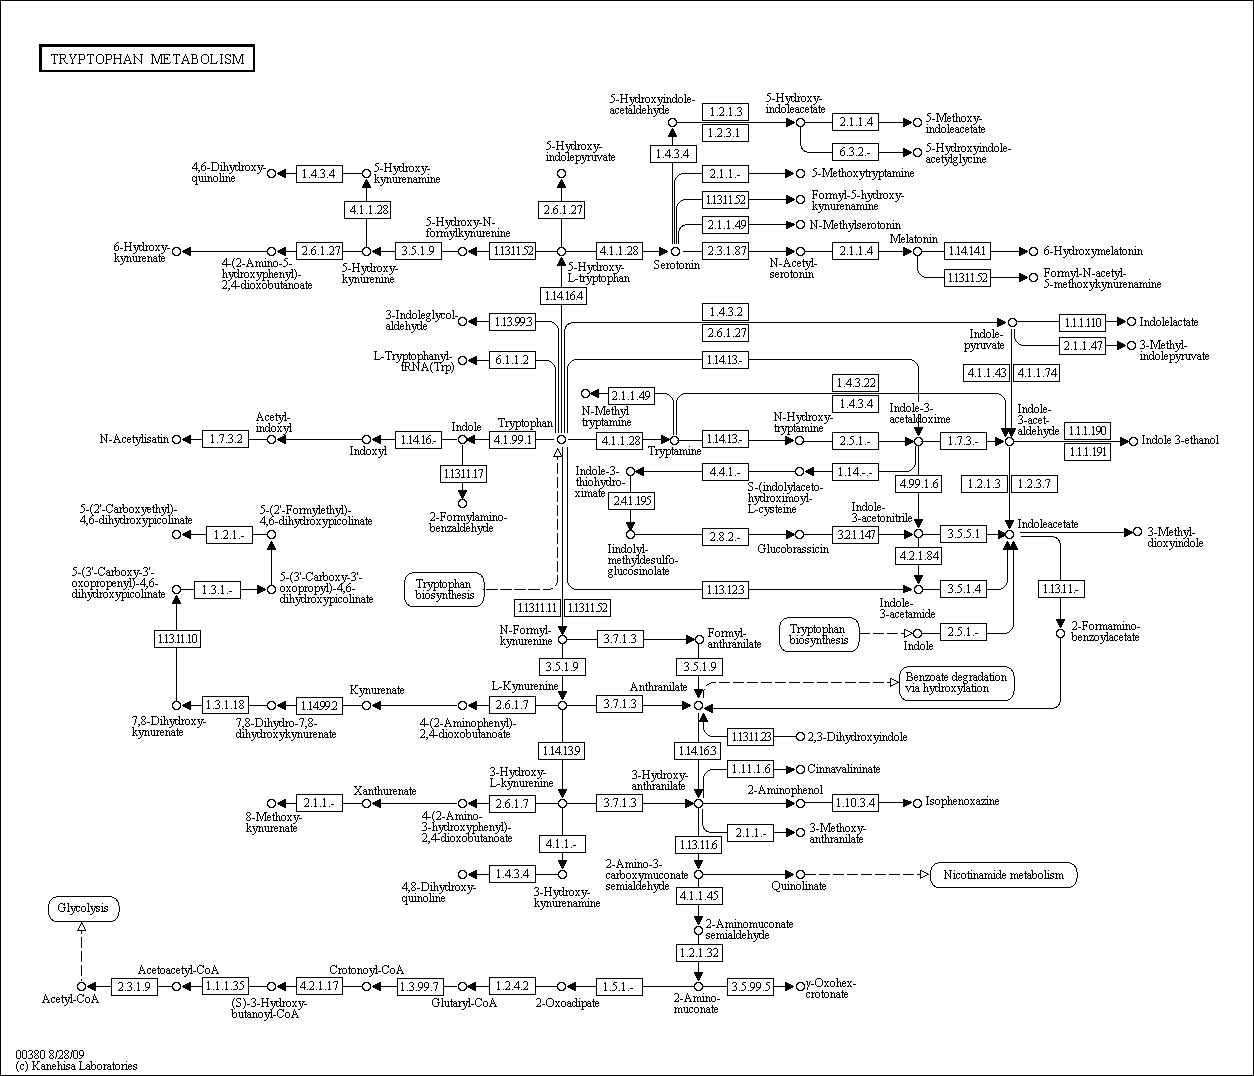 TRYPTOPHAN METABOLISM
5-Hydroxyindole-
acetaldehyde
1.2.1.3
1.2.3.1
5-Hydroxy-
indoleacetate
2.1.1.4
5-Methoxy-
indoleacetate
6.3.2.-
5-Hydroxyindole-
acetylglycine
1.4.3.4
4,6-Dihydroxy-
quinoline
1.4.3.4
5-Hydroxy-
kynurenamine
5-Hydroxy-
indolepyruvate
2.1.1.-
5-Methoxytryptamine
1.13.11.52
Formyl-5-hydroxy-
kynurenamine
4.1.1.28
2.6.1.27
2.1.1.49
N-Methylserotonin
6-Hydroxy-
kynurenate
4-(2-Amino-5-
hydroxyphenyl)-
2,4-dioxobutanoate
2.6.1.27
5-Hydroxy-
kynurenine
3.5.1.9
5-Hydroxy-N-
formylkynurenine
1.13.11.52
5-Hydroxy-
L-tryptophan
4.1.1.28
Serotonin
2.3.1.87
N-Acetyl-
serotonin
2.1.1.4
Melatonin
1.14.14.1
6-Hydroxymelatonin
1.13.11.52
Formyl-N-acetyl-
5-methoxykynurenamine
1.14.16.4
3-Indoleglycol-
aldehyde
1.13.99.3
1.4.3.2
2.6.1.27
Indole-
pyruvate
1.1.1.110
Indolelactate
2.1.1.47
3-Methyl-
indolepyruvate
L-Tryptophanyl-
tRNA(Trp)
6.1.1.2
1.14.13.-
4.1.1.43
4.1.1.74
2.1.1.49
N-Methyl
tryptamine
1.4.3.22
1.4.3.4
N-Acetylisatin
1.7.3.2
Acetyl-
indoxyl
Indoxyl
1.14.16.-
Indole
4.1.99.1
Tryptophan
4.1.1.28
Tryptamine
1.14.13.-
N-Hydroxy-
tryptamine
2.5.1.-
Indole-3-
acetaldoxime
1.7.3.-
Indole-
3-acet-
aldehyde
1.1.1.190
1.1.1.191
Indole 3-ethanol
1.13.11.17
2-Formylamino-
benzaldehyde
Indole-3-
thiohydro-
ximate
4.4.1.-
S-(indolylaceto-
hydroximoyl-
L-cysteine
1.14.-.-
4.99.1.6
1.2.1.3
1.2.3.7
2.4.1.195
Iindolyl-
methyldesulfo-
glucosinolate
2.8.2.-
Glucobrassicin
3.2.1.147
Indole-
3-acetonitrile
3.5.5.1
Indoleacetate
3-Methyl-
dioxyindole
5-(2'-Carboxyethyl)-
4,6-dihydroxypicolinate
1.2.1.-
5-(2'-Formylethyl)-
4,6-dihydroxypicolinate
4.2.1.84
5-(3'-Carboxy-3'-
oxopropenyl)-4,6-
dihydroxypicolinate
1.3.1.-
5-(3'-Carboxy-3'-
oxopropyl)-4,6-
dihydroxypicolinate
Tryptophan
biosynthesis
1.13.12.3
Indole-
3-acetamide
3.5.1.4
1.13.11.-
1.13.11.11
1.13.11.52
1.13.11.10
N-Formyl-
kynurenine
3.7.1.3
Formyl-
anthranilate
Tryptophan
biosynthesis
Indole
2.5.1.-
2-Formamino-
benzoylacetate
3.5.1.9
3.5.1.9
Benzoate degradation
via hydroxylation
7,8-Dihydroxy-
kynurenate
1.3.1.18
7,8-Dihydro-7,8-
dihydroxykynurenate
1.14.99.2
Kynurenate
4-(2-Aminophenyl)-
2,4-dioxobutanoate
2.6.1.7
L-Kynurenine
3.7.1.3
Anthranilate
1.13.11.23
2,3-Dihydroxyindole
1.14.13.9
1.14.16.3
1.11.1.6
Cinnavalininate
8-Methoxy-
kynurenate
2.1.1.-
Xanthurenate
4-(2-Amino-
3-hydroxyphenyl)-
2,4-dioxobutanoate
2.6.1.7
3-Hydroxy-
L-kynurenine
3.7.1.3
3-Hydroxy-
anthranilate
2-Aminophenol
1.10.3.4
Isophenoxazine
2.1.1.-
3-Methoxy-
anthranilate
4.1.1.-
1.13.11.6
4,8-Dihydroxy-
quinoline
1.4.3.4
3-Hydroxy-
kynurenamine
2-Amino-3-
carboxymuconate
semialdehyde
Quinolinate
Nicotinamide metabolism
4.1.1.45
Glycolysis
2-Aminomuconate
semialdehyde
1.2.1.32
Acetyl-CoA
2.3.1.9
Acetoacetyl-CoA
1.1.1.35
(S)-3-Hydroxy-
butanoyl-CoA
4.2.1.17
Crotonoyl-CoA
1.3.99.7
Glutaryl-CoA
1.2.4.2
2-Oxoadipate
1.5.1.-
2-Amino-
muconate
3.5.99.5
γ-Oxohex-
crotonate
00380 8/28/09
(c) Kanehisa Laboratories